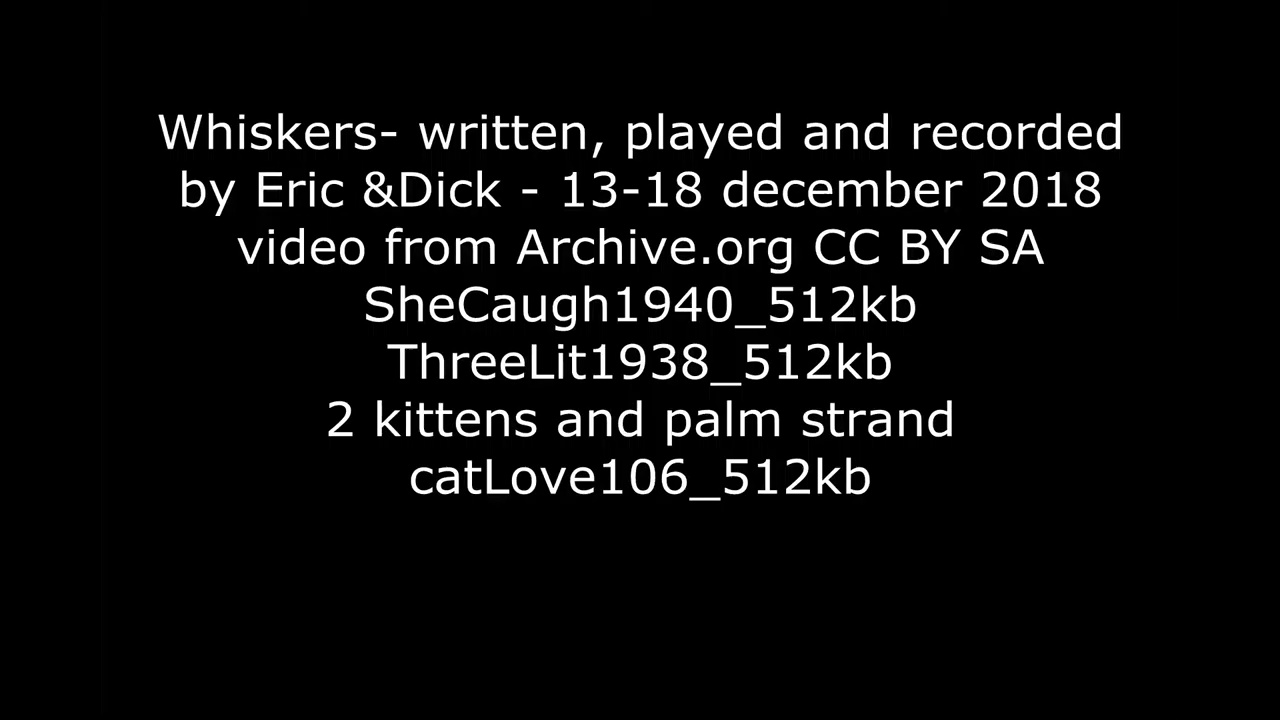 Whiskers- written, played and recorded
by Eric &Dick - 13-18 december 2018
video from Archive.org CC BY SA
SheCaugh1940_512kb
ThreeLit1938_512kb
2 kittens and palm strand
catLove106_512kb